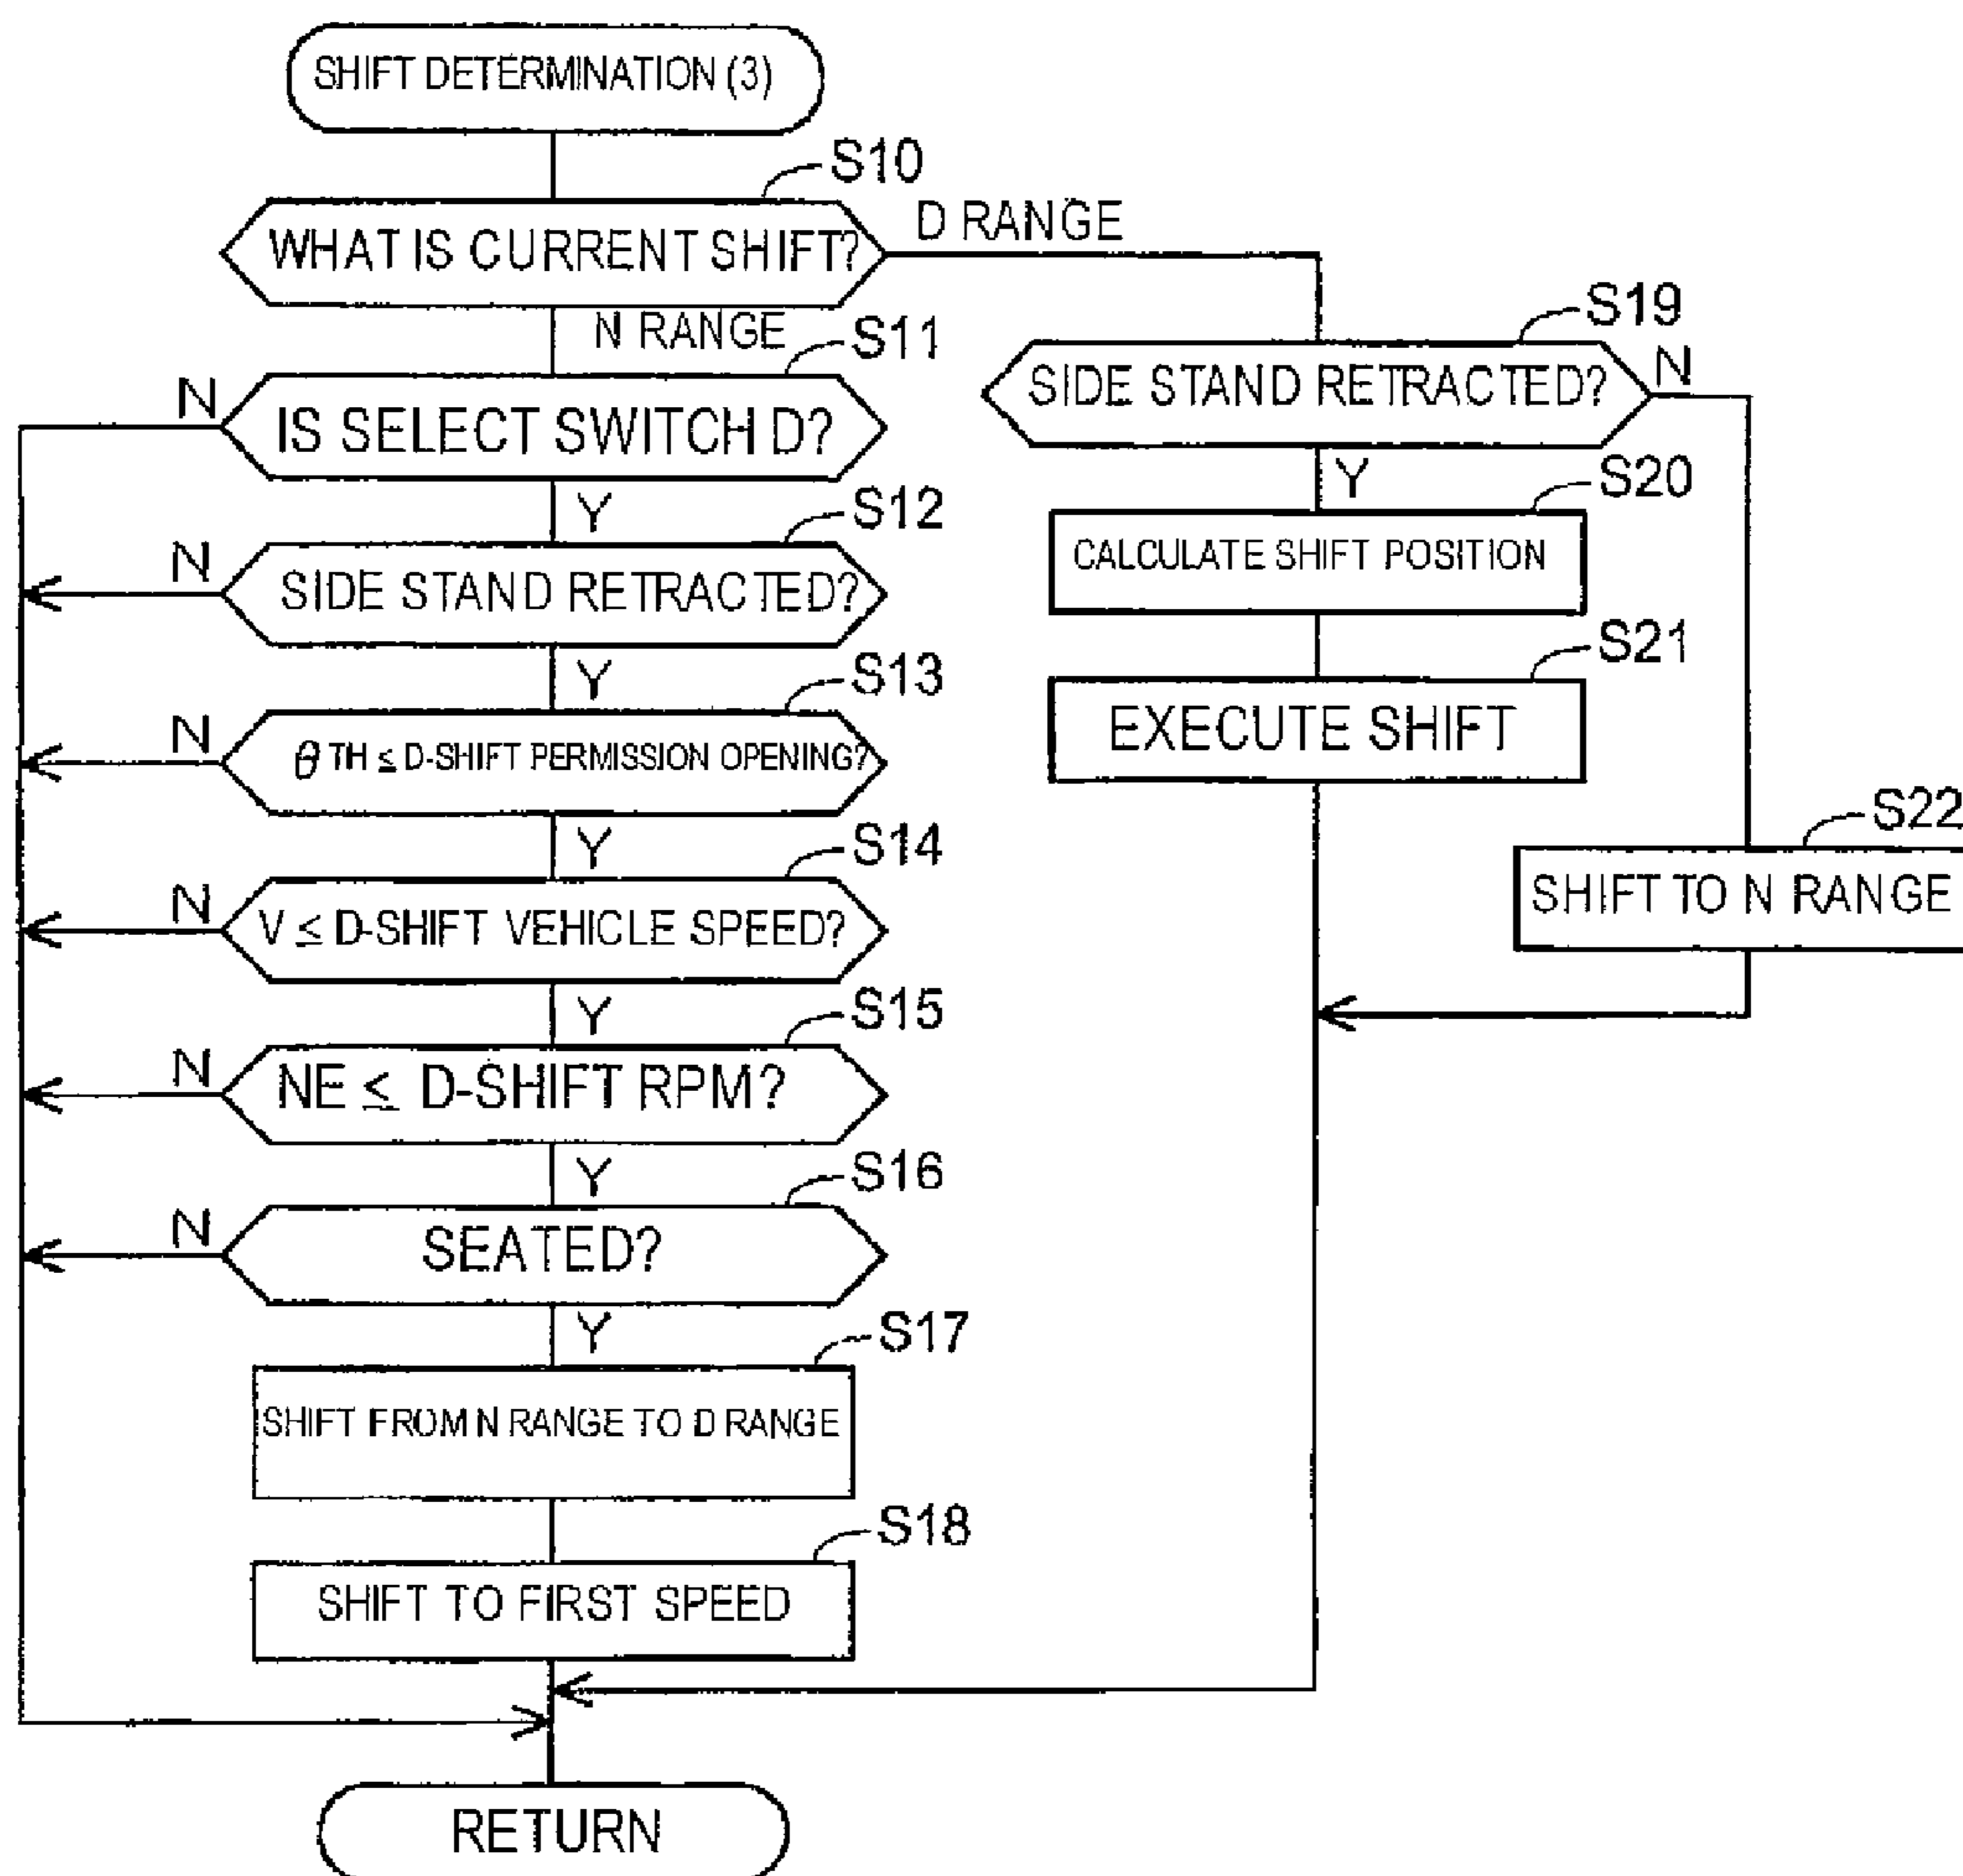 SHIFT DETERMINATION (3)
S10
WHAT IS CURRENT SHIFT?
D RANGE
N RANGE
S11
N
IS SELECT SWITCH D?
Y
S12
N
SIDE STAND RETRACTED?
Y
S13
N
θTH ≤ D-SHIFT PERMISSION OPENING?
Y
S14
N
V ≤ D-SHIFT VEHICLE SPEED?
Y
S15
N
NE ≤ D-SHIFT RPM?
Y
S16
N
SEATED?
Y
S17
SHIFT FROM N RANGE TO D RANGE
S18
SHIFT TO FIRST SPEED
S19
SIDE STAND RETRACTED?
N
Y
S20
CALCULATE SHIFT POSITION
S21
EXECUTE SHIFT
S22
SHIFT TO N RANGE
RETURN